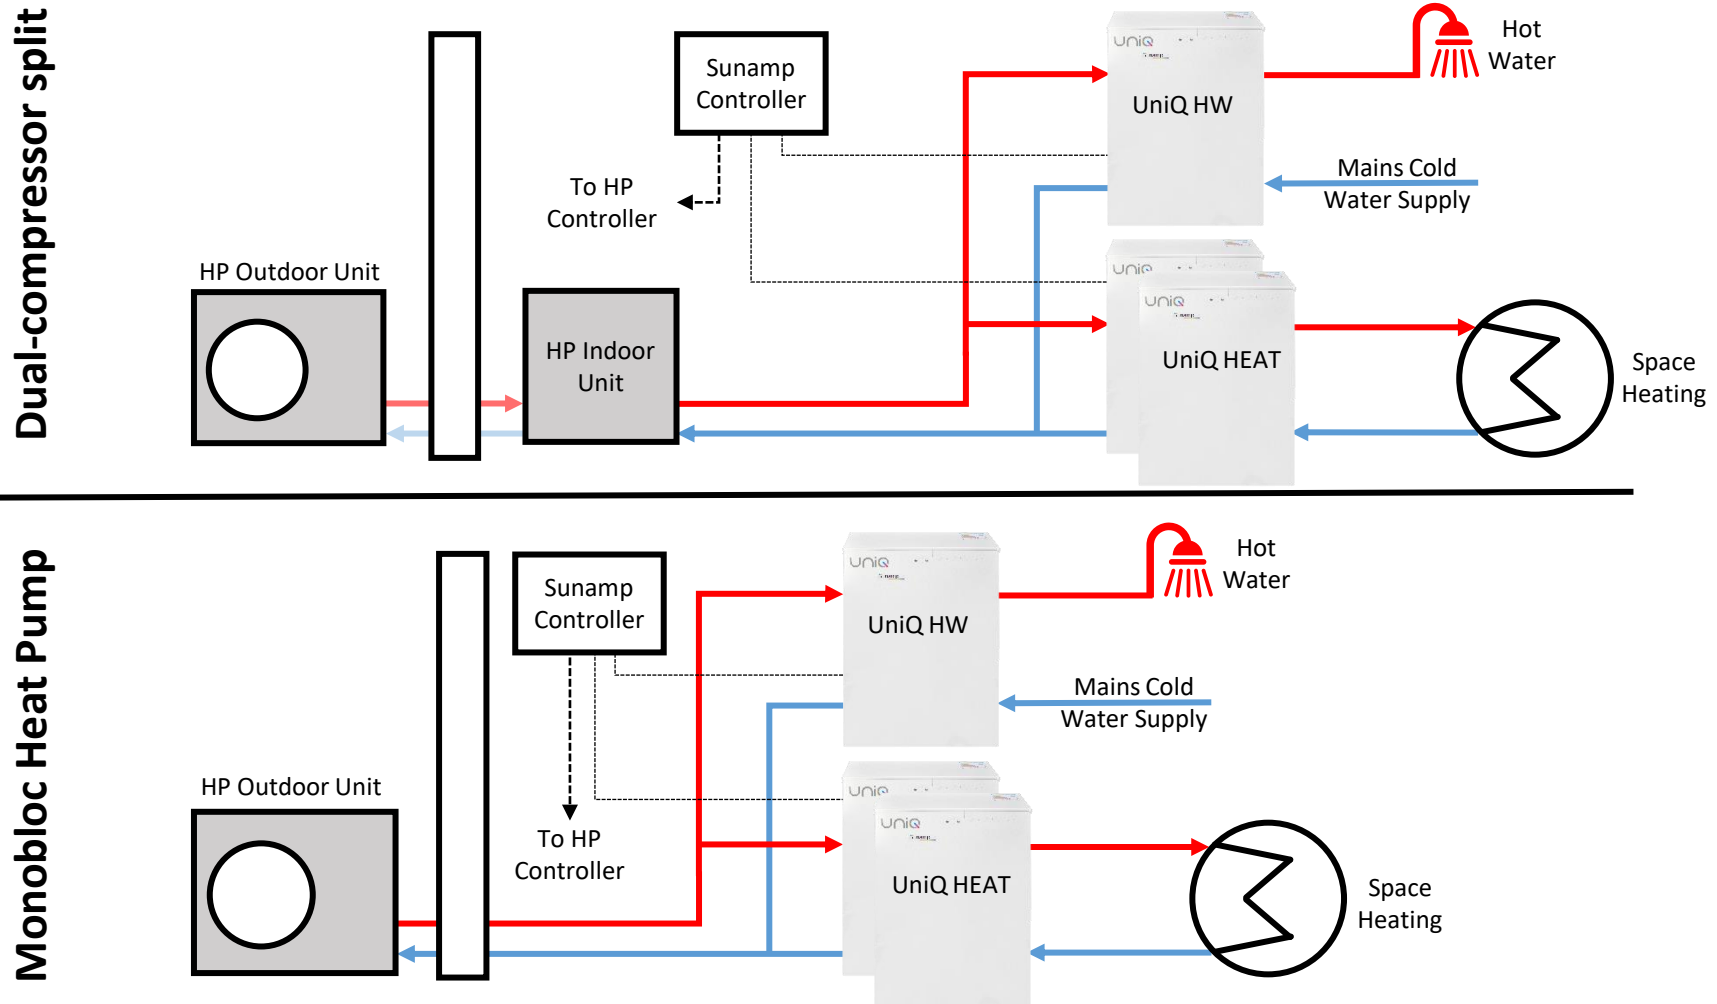 Dual-compressor split
Sunamp
Controller
To HP
Controller
HP Outdoor Unit
HP Indoor
Unit
UniQ
UniQ HW
Hot
Water
Mains Cold
Water Supply
UniQ
UniQ
UniQ HEAT
Space
Heating
Monobloc Heat Pump
Sunamp
Controller
To HP
Controller
HP Outdoor Unit
UniQ
UniQ HW
Hot
Water
Mains Cold
Water Supply
UniQ
UniQ
UniQ HEAT
Space
Heating